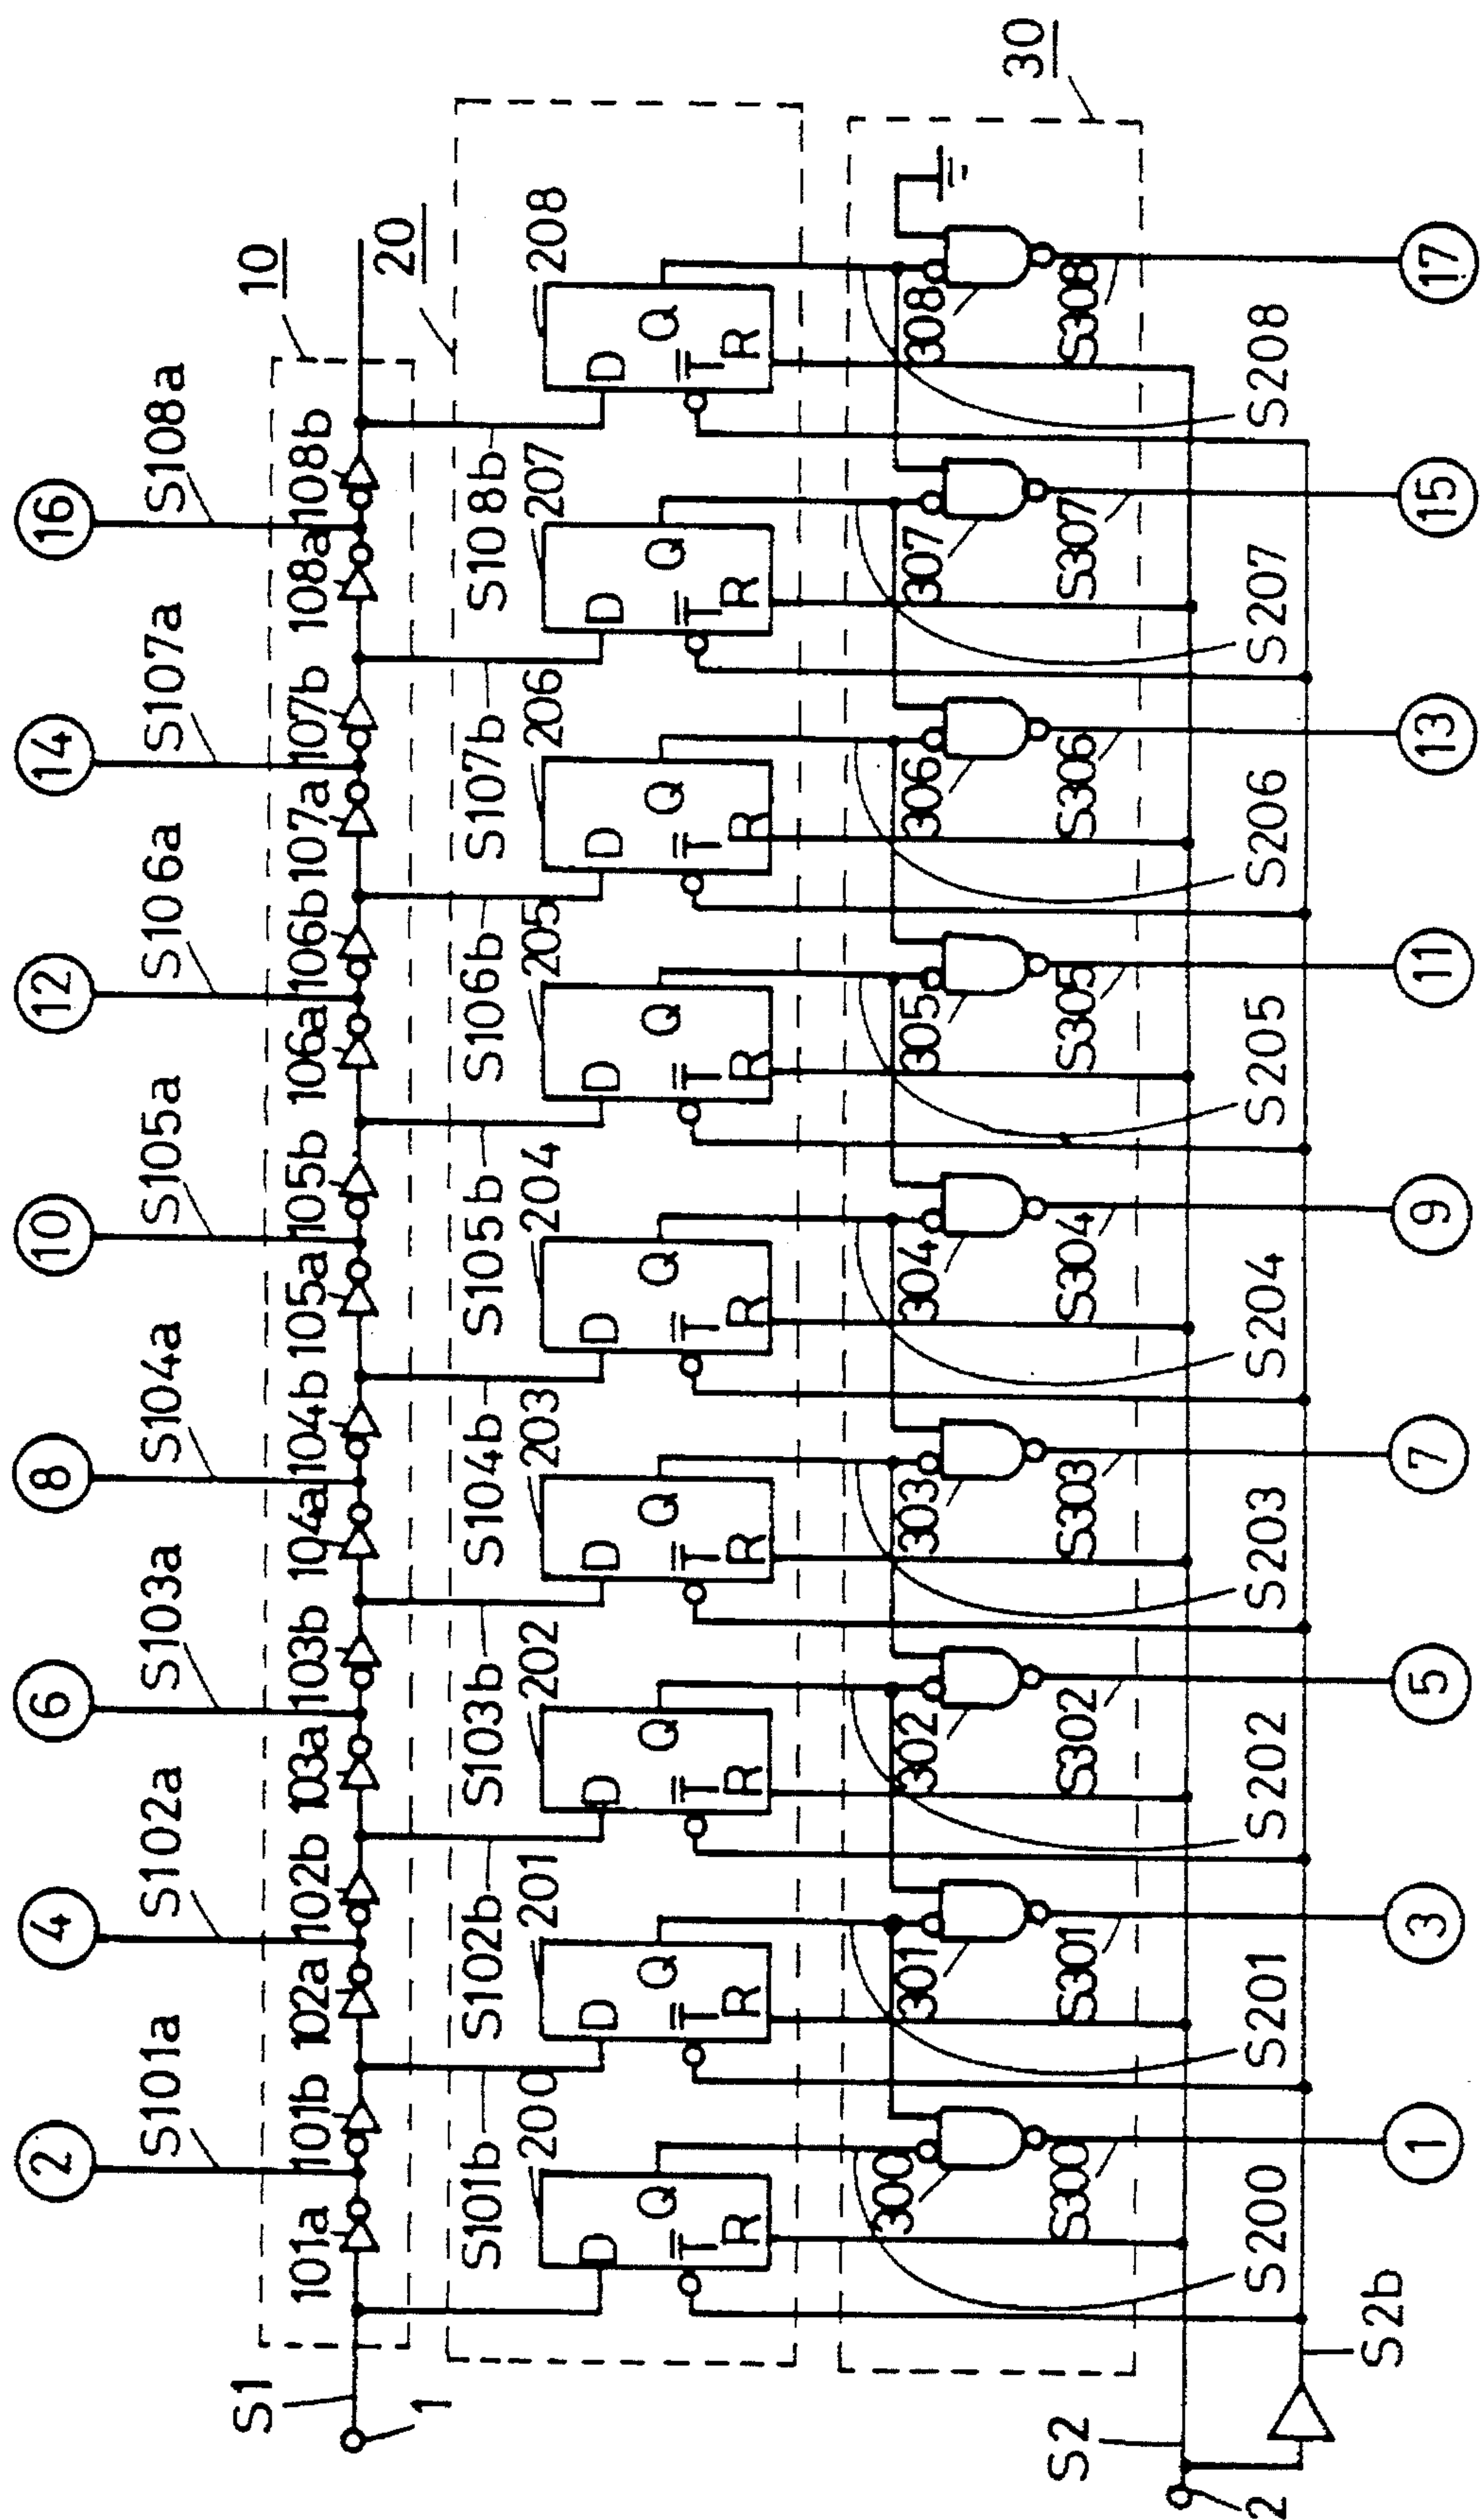 2 4 6 8 10 12 14 16
S101a S102a S103a S104a S105a S106a S107a S108a
10
101a 101b 102a 102b 103a 103b 104a 104b 105a 105b 106a 106b 107a 107b 108a 108b
S1
1
20
S101b S102b S103b S104b S105b S106b S107b S108b
200 201 202 203 204 205 206 207 208
D D D D D D D D D
Q Q Q Q Q Q Q Q Q
T T T T T T T T T
R R R R R R R R R
30
300 301 302 303 304 305 306 307 308
S300 S301 S302 S303 S304 S305 S306 S307 S308
S2
2
S200 S201 S202 S203 S204 S205 S206 S207 S208
S2b
1 3 5 7 9 11 13 15 17